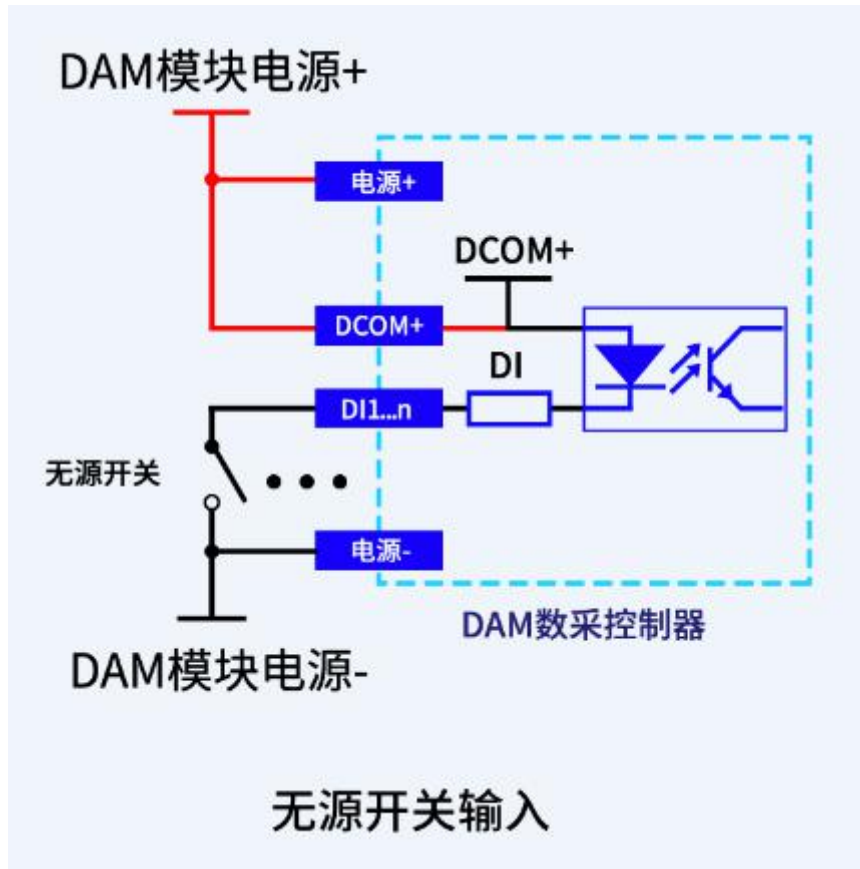 DAM模块电源+
电源+
DCOM+
DCOM+
DI
DI1...n
无源开关
电源-
DAM数采控制器
DAM模块电源-
无源开关输入